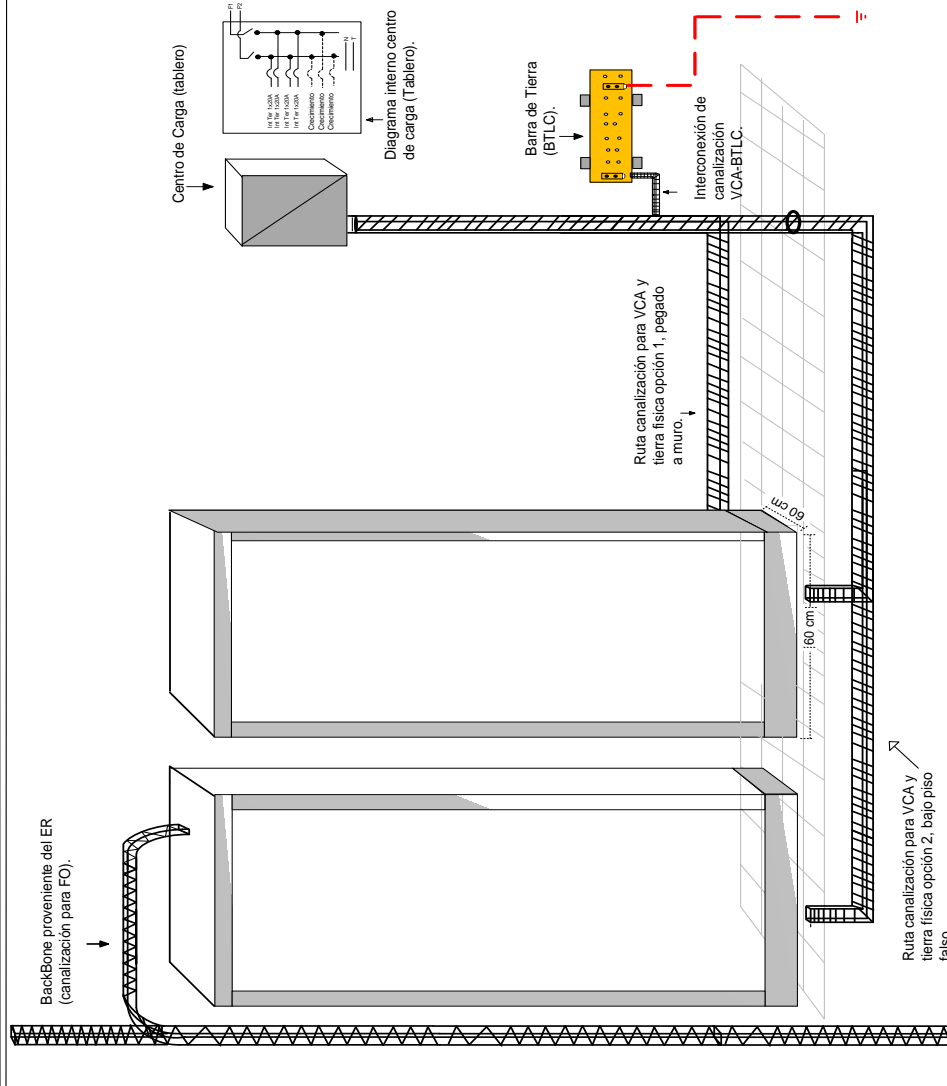 BackBone proveniente del ER
(canalización para FO).
Centro de Carga (tablero)
F1
F2
Int Ter 1x20A
Int Ter 1x20A
Int Ter 1x20A
Int Ter 1x20A
Crecimiento
Crecimiento
Crecimiento
N
T
Diagrama interno centro
de carga (Tablero).
Barra de Tierra
(BTLC).
Interconexión de
canalización
VCA-BTLC.
Ruta canalización para VCA y
tierra física opción 1, pegado
a muro.
60 cm
60 cm
Ruta canalización para VCA y
tierra física opción 2, bajo piso
falso